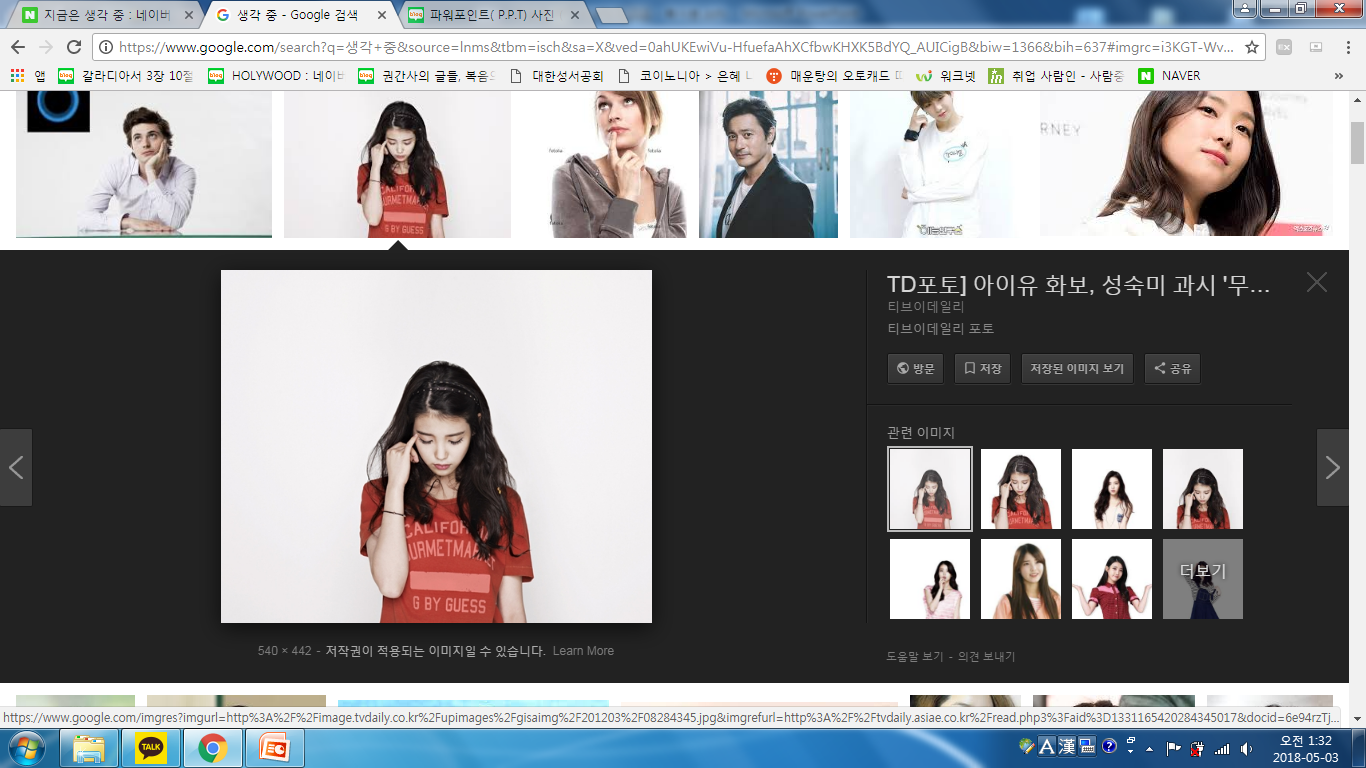 지금은 생각 중 : 네이버
생각 중 - Google 검색
파워포인트( P.P.T) 사진
https://www.google.com/search?q=생각+중&source=lnms&tbm=isch&sa=X&ved=0ahUKEwiVu-HfuefaAhXCfbwKHXK5BdYQ_AUICigB&biw=1366&bih=637#imgrc=i3KGT-Wv...
앱
갈라디아서 3장 10절
HOLYWOOD : 네이버
권간사의 글들, 복음
대한성서공회
코이노니아 > 은혜 나
매운탕의 오토캐드
워크넷
취업 사람인 - 사람중
NAVER
RNEY
CALIFO
OURMETMAR
G BY GUESS
TD포토] 아이유 화보, 성숙미 과시 '무...
티브이데일리
티브이데일리 포토
방문
저장
저장된 이미지 보기
공유
관련 이미지
CALIFOR
URMETMA
G BY GUESS
더보기
540 × 442 - 저작권이 적용되는 이미지일 수 있습니다. Learn More
도움말 보기 - 의견 보내기
https://www.google.com/imgres?imgurl=http%3A%2F%2Fimage.tvdaily.co.kr%2Fupimages%2Fgisaimg%2F201203%2F08284345.jpg&imgrefurl=http%3A%2F%2Ftvdaily.asiae.co.kr%2Fread.php3%3Faid%3D1331165420284345017&docid=6e94rzTj...
TALK
A 漢
오전 1:32
2018-05-03